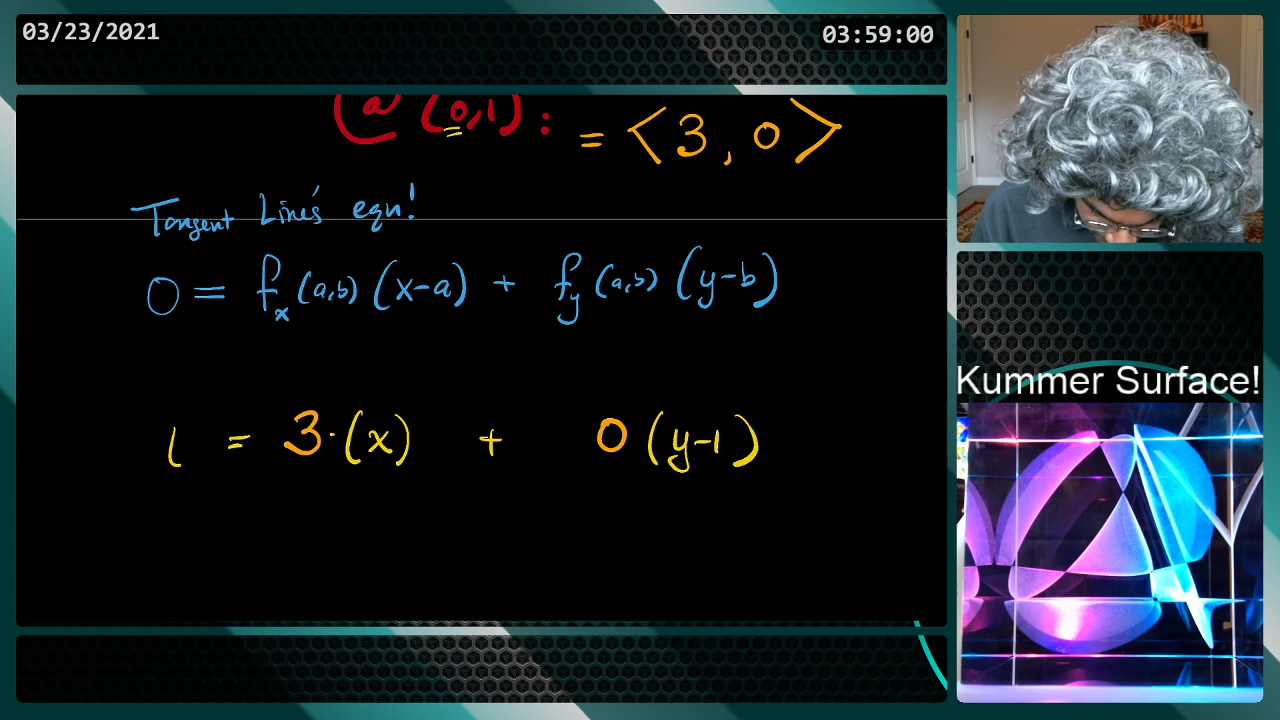 03/23/2021
03:59:00
@ (0,1): = <3, 0>
Tangent Line's eqn!
0 = f_x (a,b) (x-a) + f_y (a,b) (y-b)
= 3·(x) + 0 (y-1)
Kummer Surface!